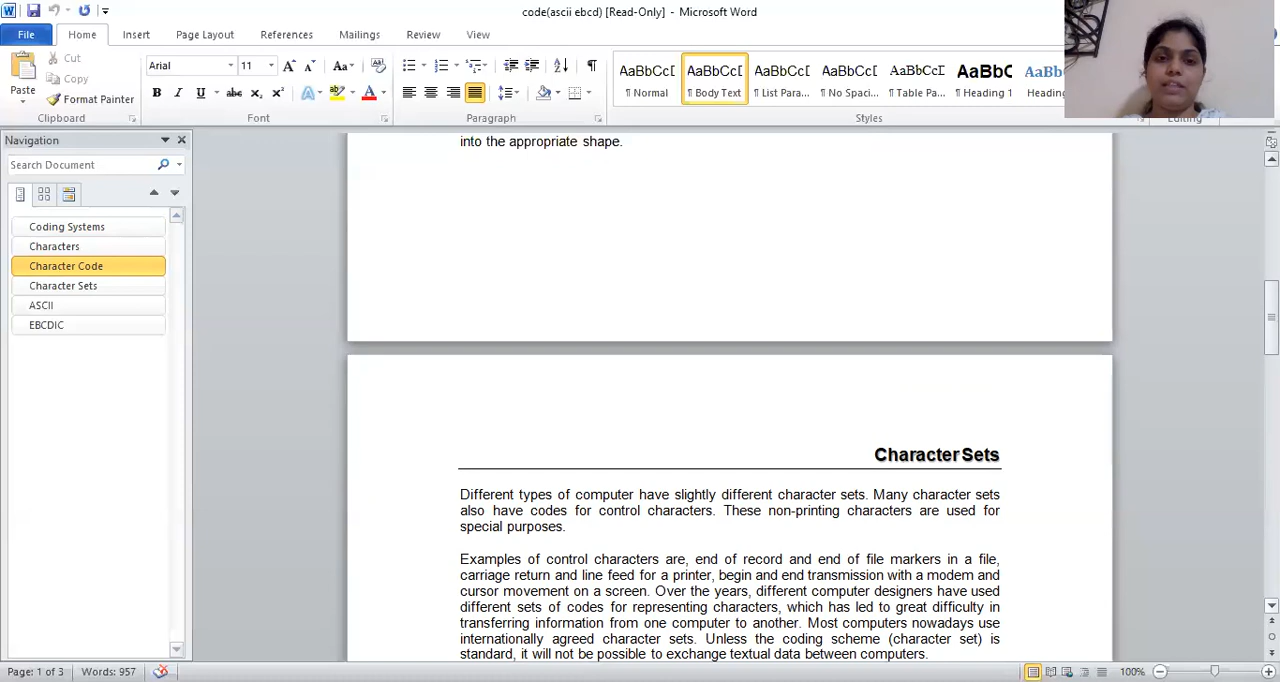 code(ascii ebcd) [Read-Only] - Microsoft Word
File Home Insert Page Layout References Mailings Review View
Paste
Cut
Copy
Format Painter
Clipboard
Arial 11
Font
Paragraph
AaBbCcD ¶ Normal
AaBbCcD ¶ Body Text
AaBbCcD ¶ List Para...
AaBbCcD ¶ No Spaci...
AaBbCcD ¶ Table Pa...
AaBbC ¶ Heading 1
AaBbC Heading
Styles
Editing
Navigation
Search Document
Coding Systems
Characters
Character Code
Character Sets
ASCII
EBCDIC
into the appropriate shape.
Character Sets
Different types of computer have slightly different character sets. Many character sets
also have codes for control characters. These non-printing characters are used for
special purposes.
Examples of control characters are, end of record and end of file markers in a file,
carriage return and line feed for a printer, begin and end transmission with a modem and
cursor movement on a screen. Over the years, different computer designers have used
different sets of codes for representing characters, which has led to great difficulty in
transferring information from one computer to another. Most computers nowadays use
internationally agreed character sets. Unless the coding scheme (character set) is
standard, it will not be possible to exchange textual data between computers.
Page: 1 of 3 Words: 957 100%